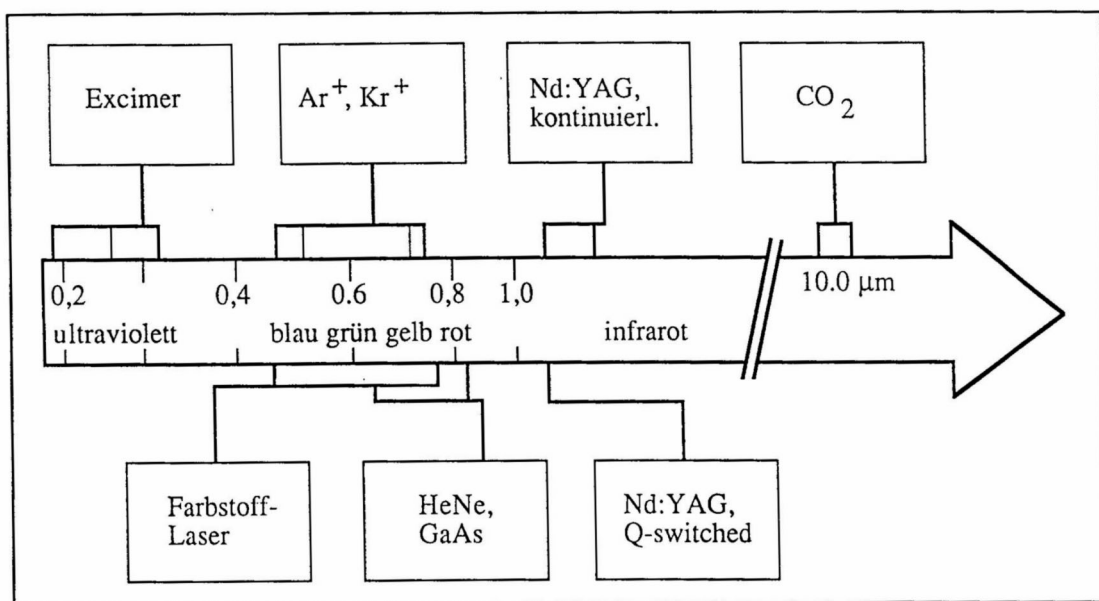 Excimer
Ar⁺, Kr⁺
Nd:YAG,
kontinuierl.
CO₂
0,2
0,4
0.6
0,8
1,0
10.0 µm
ultraviolett
blau grün gelb rot
infrarot
Farbstoff-
Laser
HeNe,
GaAs
Nd:YAG,
Q-switched